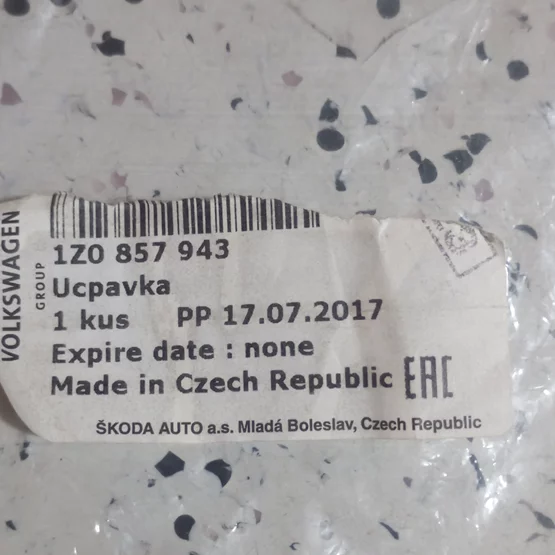 VOLKSWAGEN
GROUP
1Z0 857 943
Ucpavka
1 kus PP 17.07.2017
Expire date : none
Made in Czech Republic EAC
ŠKODA AUTO a.s. Mladá Boleslav, Czech Republic